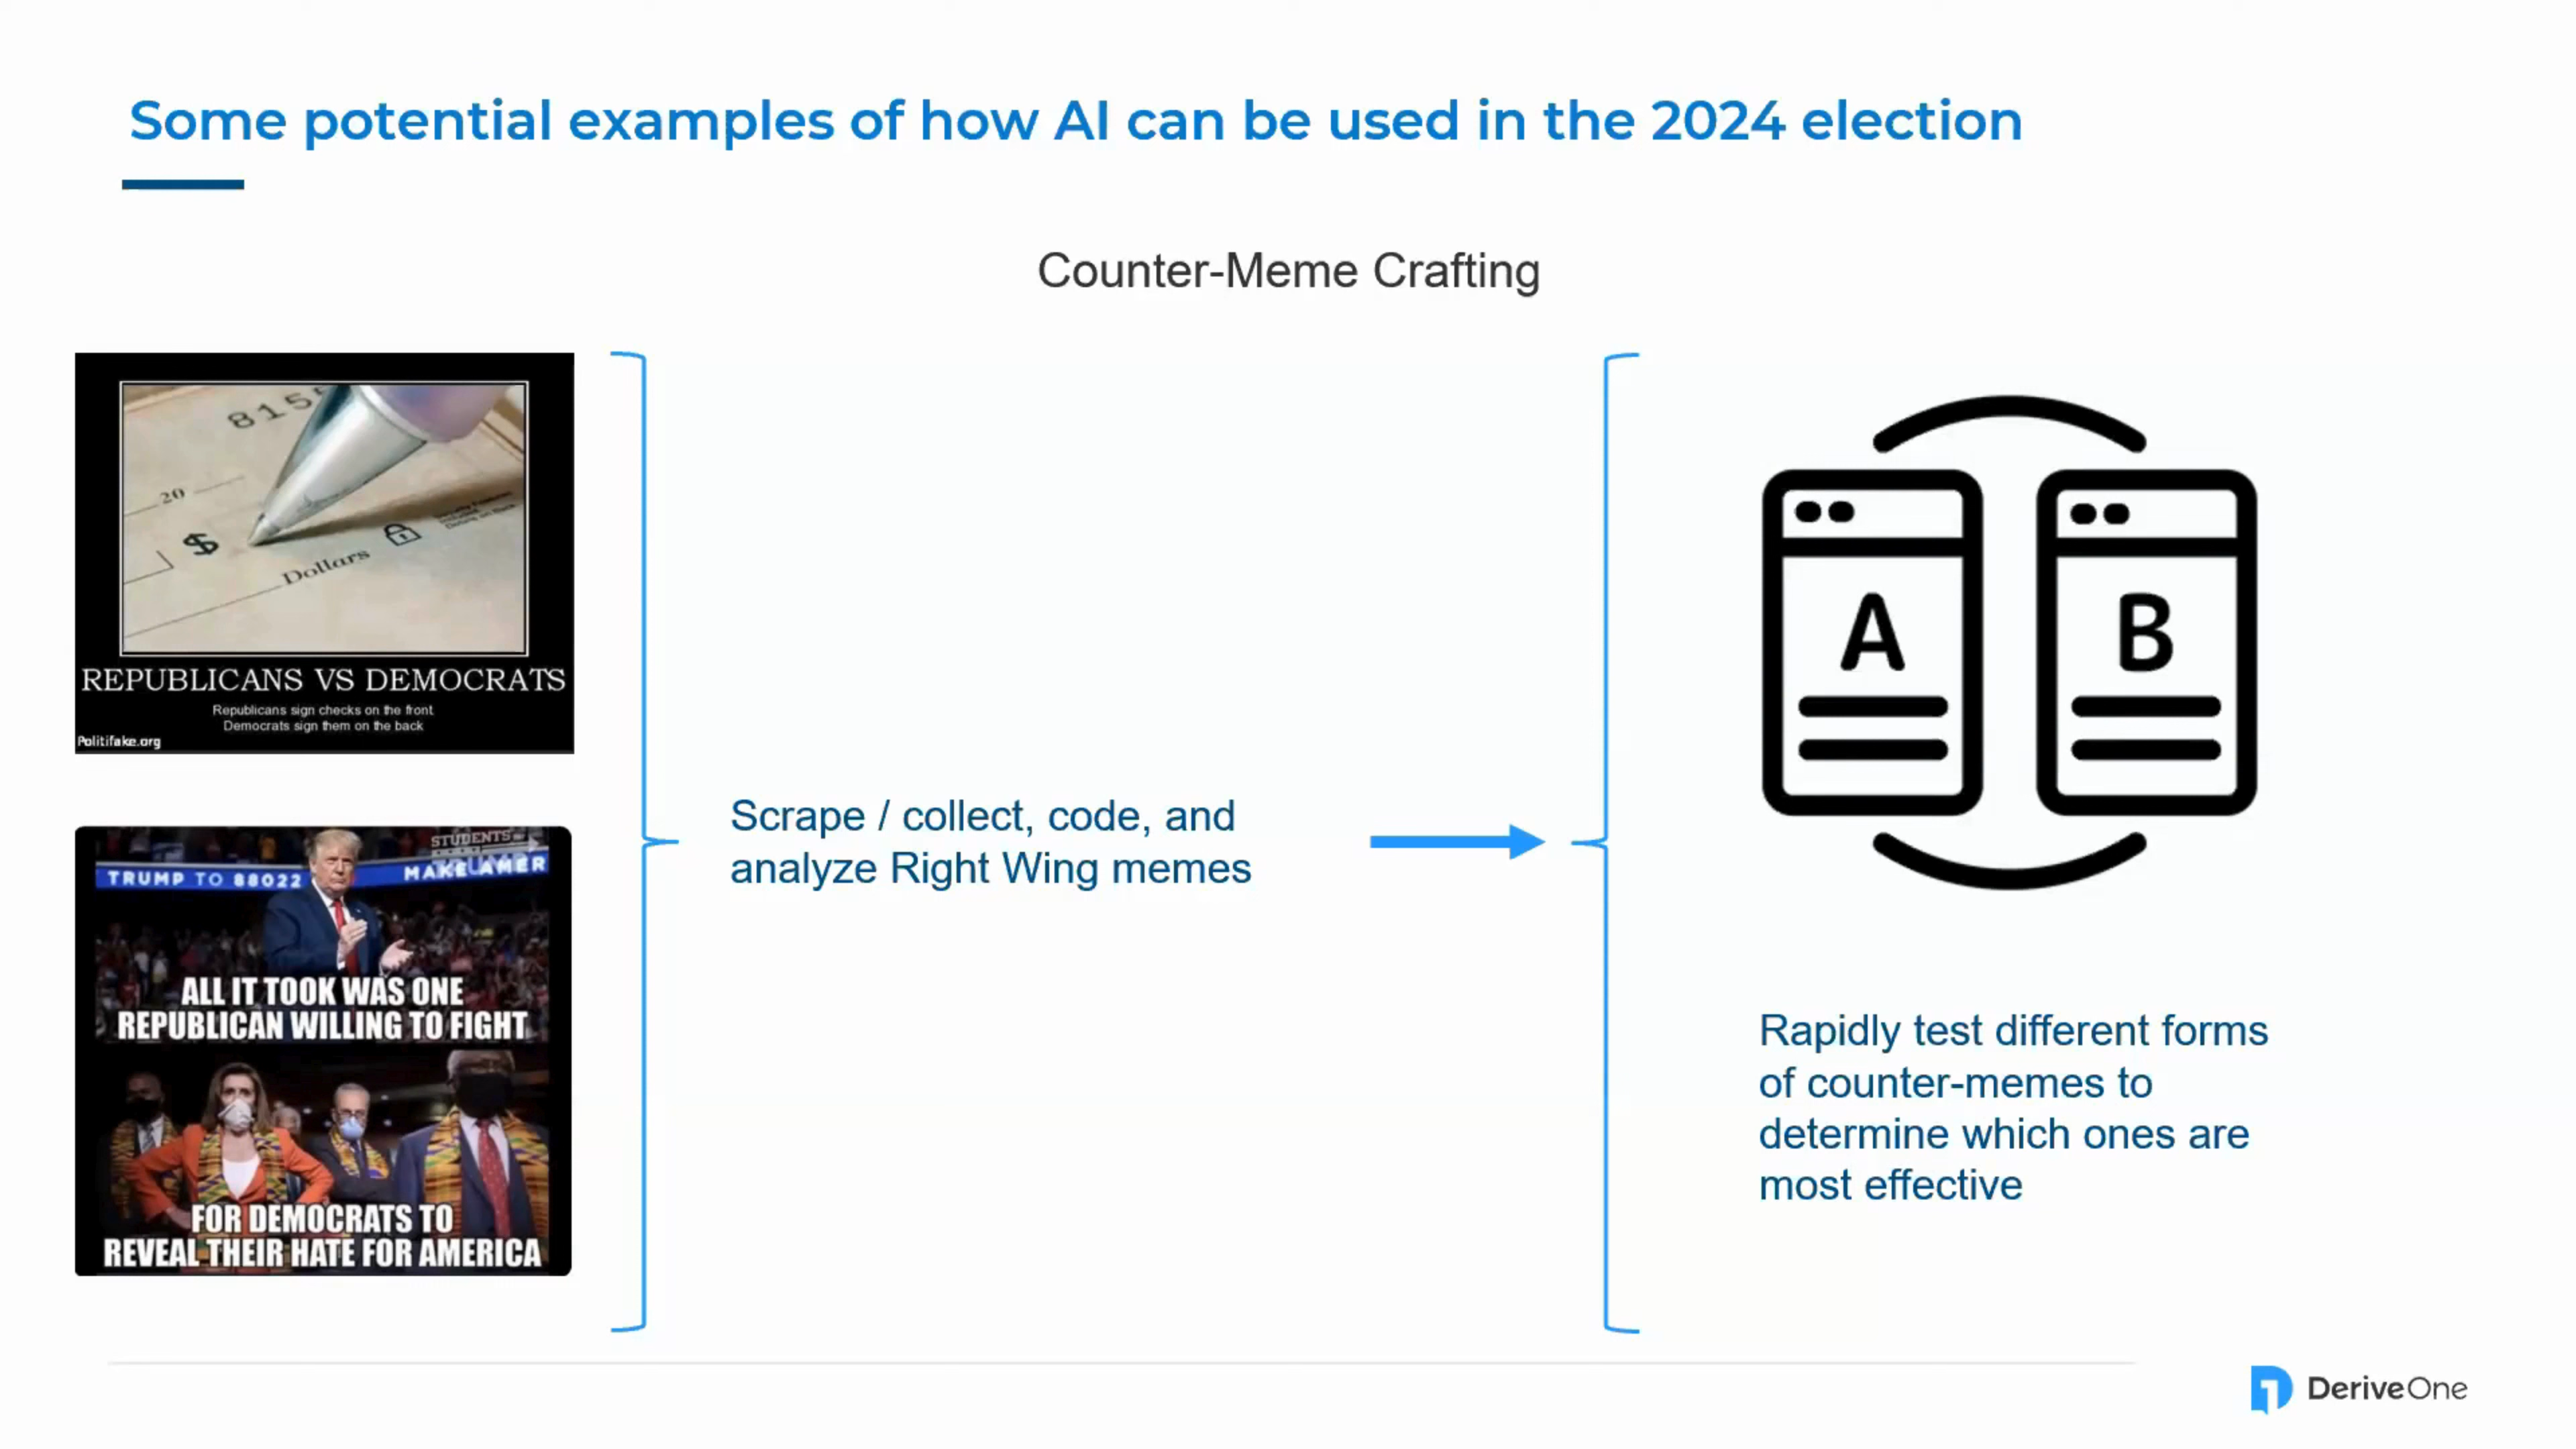 Some potential examples of how AI can be used in the 2024 election
Counter-Meme Crafting
815
20
$
Dollars
REPUBLICANS VS DEMOCRATS
Republicans sign checks on the front
Democrats sign them on the back
Politifake.org
STUDENTS
TRUMP TO 88022
MAKE AMER
ALL IT TOOK WAS ONE
REPUBLICAN WILLING TO FIGHT
FOR DEMOCRATS TO
REVEAL THEIR HATE FOR AMERICA
Scrape / collect, code, and
analyze Right Wing memes
A
B
Rapidly test different forms
of counter-memes to
determine which ones are
most effective
DeriveOne